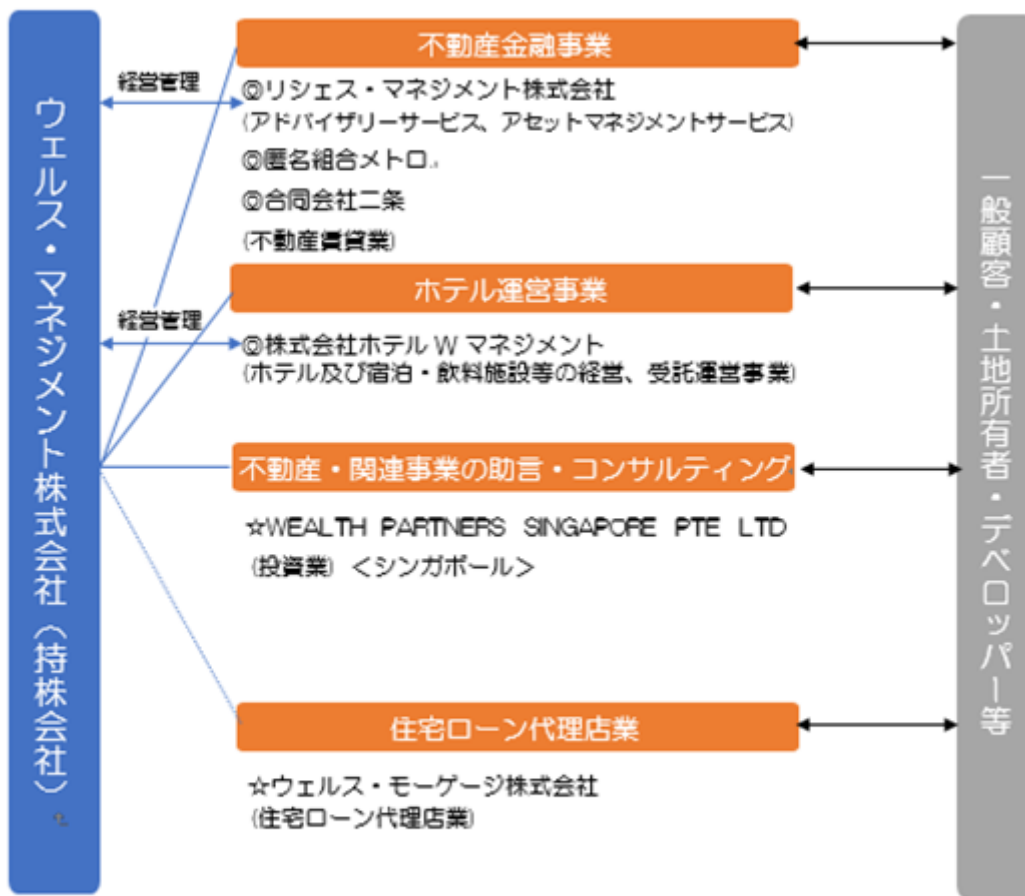 ウェルス・マネジメント株式会社（持株会社）
不動産金融事業
経営管理
◎リシェス・マネジメント株式会社
(アドバイザリーサービス、アセットマネジメントサービス)
◎匿名組合メトロ
◎合同会社二条
(不動産賃貸業)
ホテル運営事業
経営管理
◎株式会社ホテル W マネジメント
(ホテル及び宿泊・飲料施設等の経営、受託運営事業)
不動産・関連事業の助言・コンサルティング
☆WEALTH PARTNERS SINGAPORE PTE LTD
(投資業) ＜シンガポール＞
住宅ローン代理店業
☆ウェルス・モーゲージ株式会社
(住宅ローン代理店業)
一般顧客・土地所有者・デベロッパー等